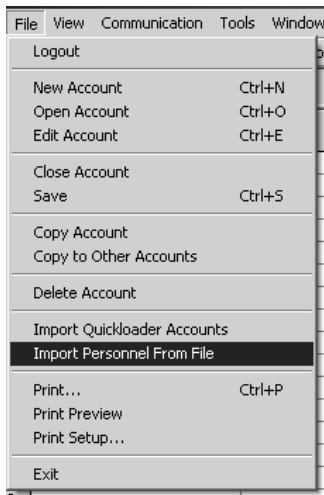 File View Communication Tools Window
Logout
New Account Ctrl+N
Open Account Ctrl+O
Edit Account Ctrl+E
Close Account
Save Ctrl+S
Copy Account
Copy to Other Accounts
Delete Account
Import Quickloader Accounts
Import Personnel From File
Print... Ctrl+P
Print Preview
Print Setup...
Exit